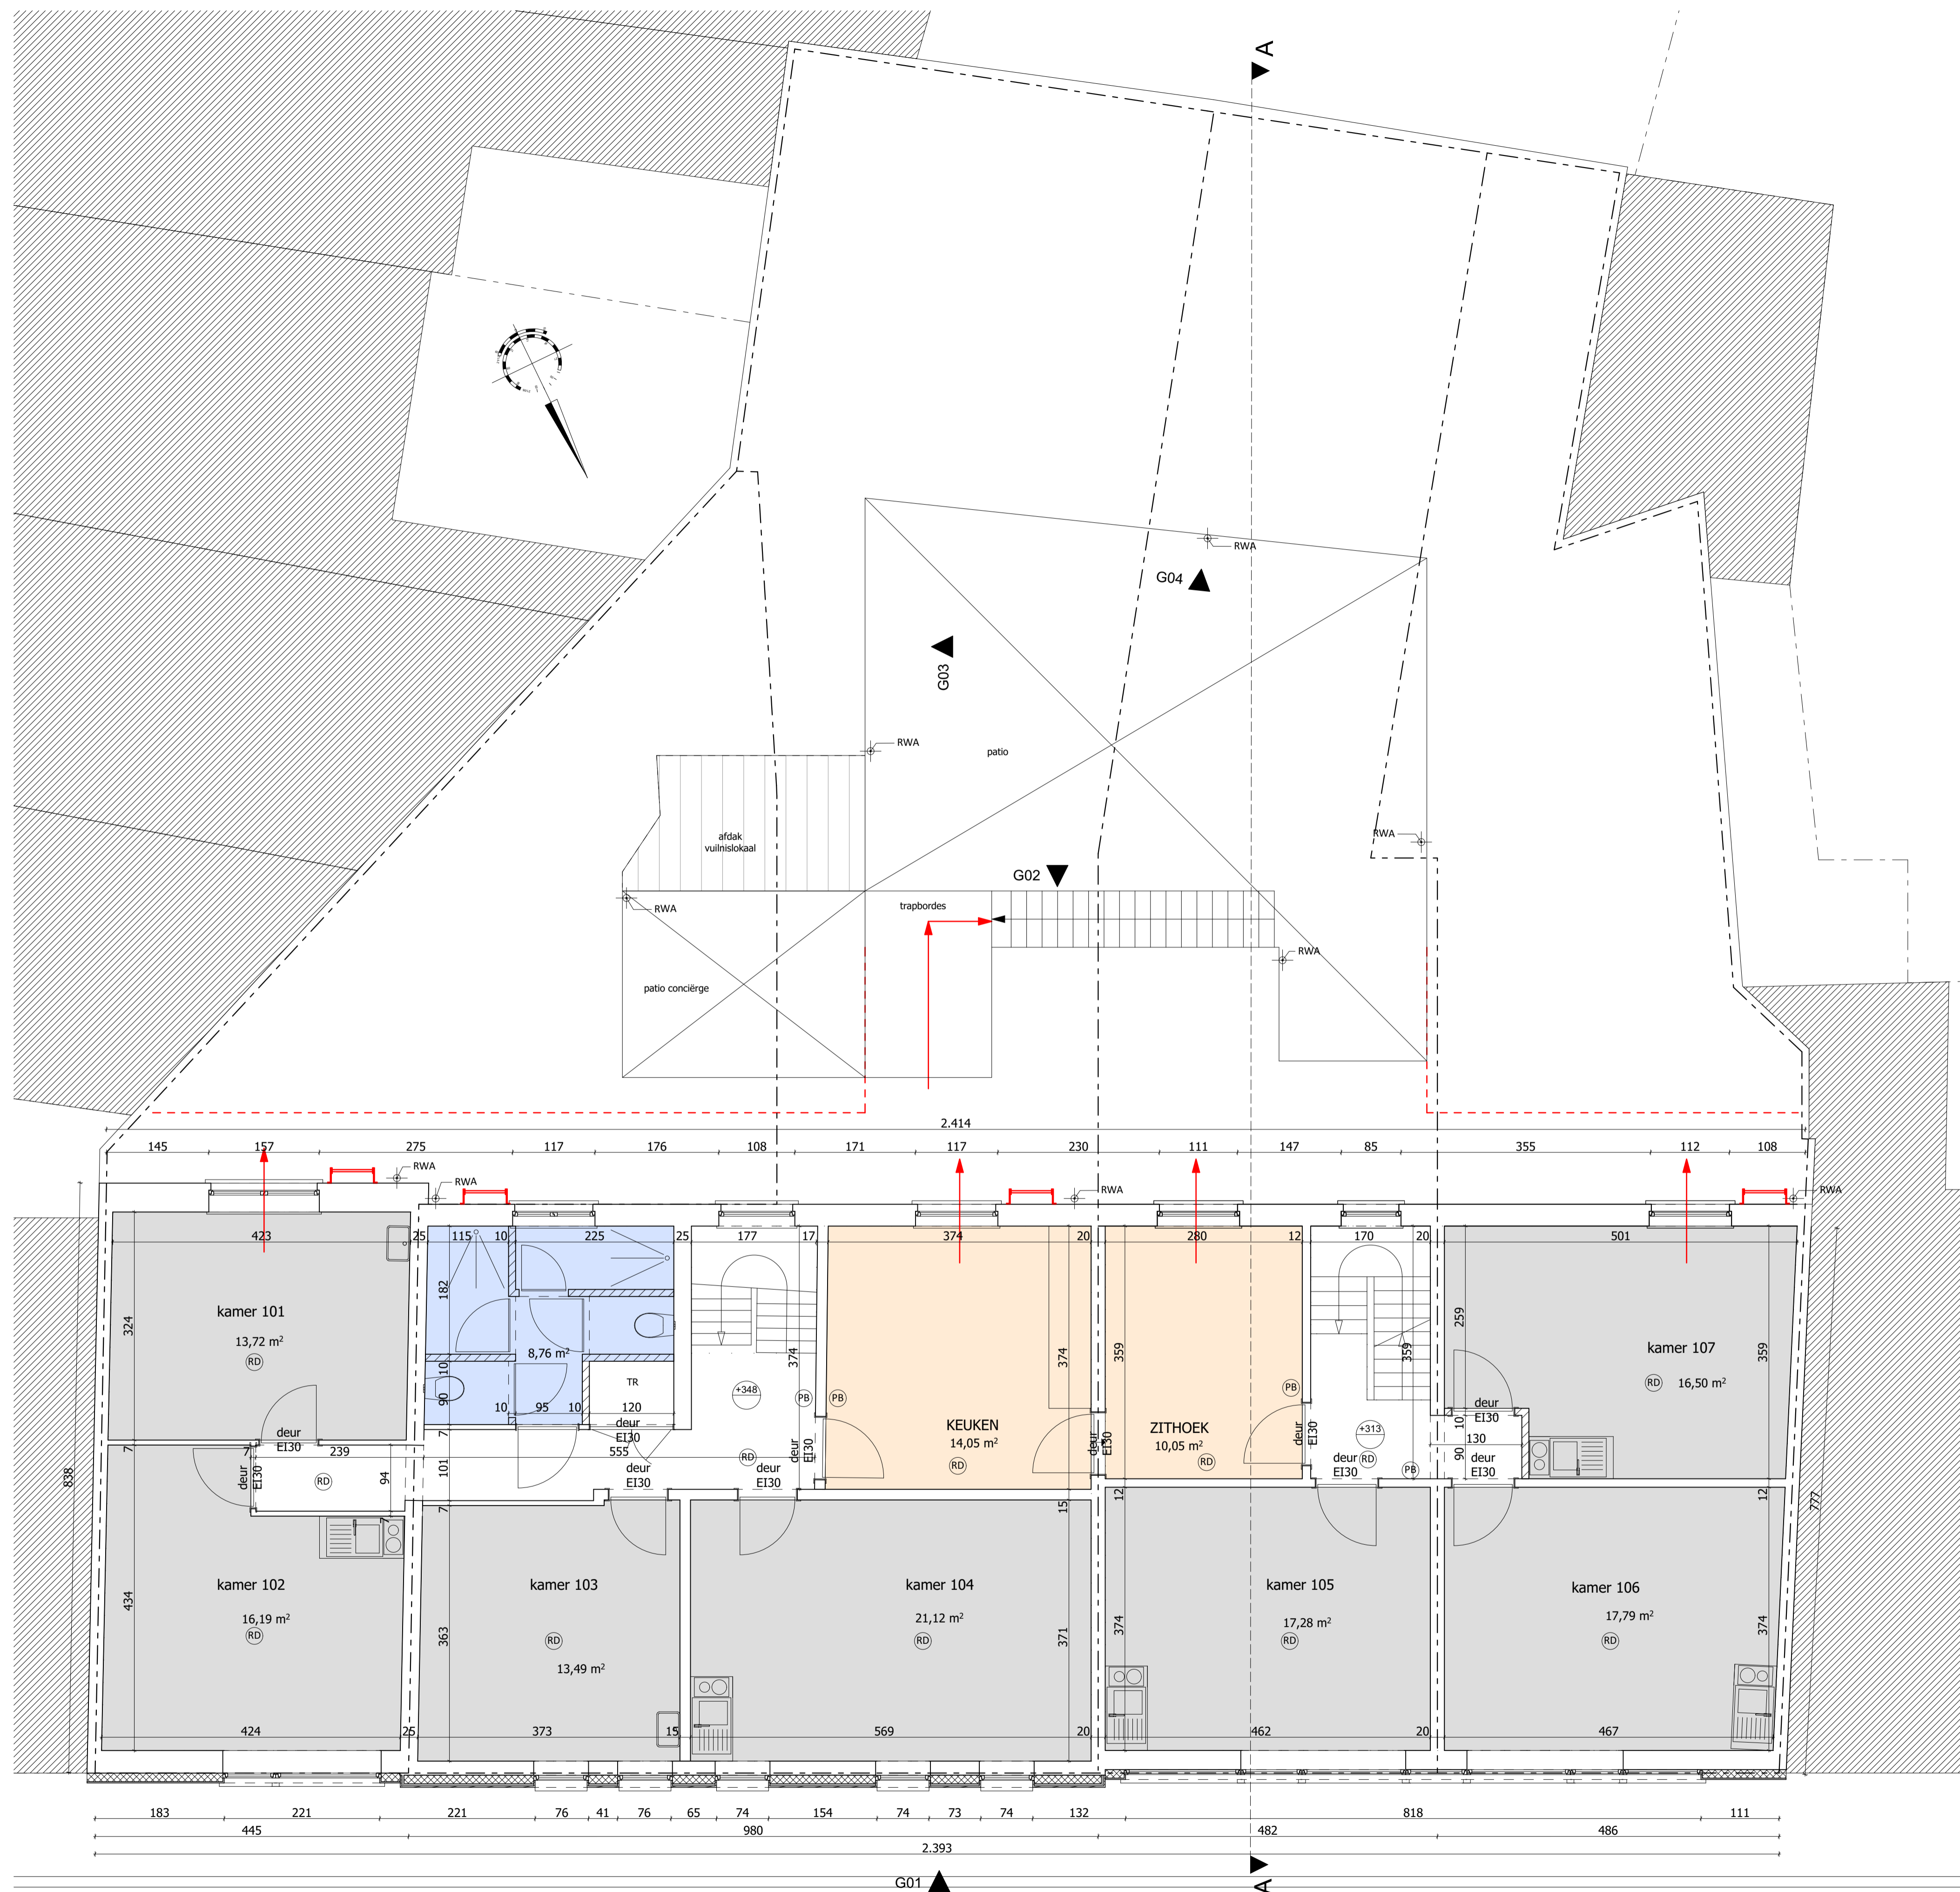 A
RWA
G04
G03
RWA
patio
RWA
afdak
vuilnislokaal
G02
RWA
trapbordes
RWA
patio conciërge
2.414
145 157 275 117 176 108 171 117 230 111 147 85 355 112 108
RWA
RWA
RWA
RWA
423 25 115 10 225 25 177 17 374 20 280 12 170 20 501
182
324
kamer 101
13,72 m²
RD
8,76 m²
10
90
TR
10 95 10 120
+348
374
PB
PB
374
359
KEUKEN
14,05 m²
RD
ZITHOEK
10,05 m²
RD
PB
359
+313
RD
PB
259
359
kamer 107
RD
16,50 m²
deur
EI30
deur
EI30
deur
EI30
deur
EI30
deur
EI30
deur
EI30
deur
EI30
deur
EI30
deur
EI30
deur
EI30
deur
EI30
10
90
130
7
7
239
7
555
RD
RD
94
101
7
7
838
777
15
12
12
434
kamer 102
16,19 m²
RD
363
kamer 103
RD
13,49 m²
kamer 104
21,12 m²
RD
371
374
kamer 105
17,28 m²
RD
kamer 106
17,79 m²
RD
374
424 25 373 15 569 20 462 20 467
183 221 221 76 41 76 65 74 154 74 73 74 132 818 111
445 980 482 486
2.393
G01
A